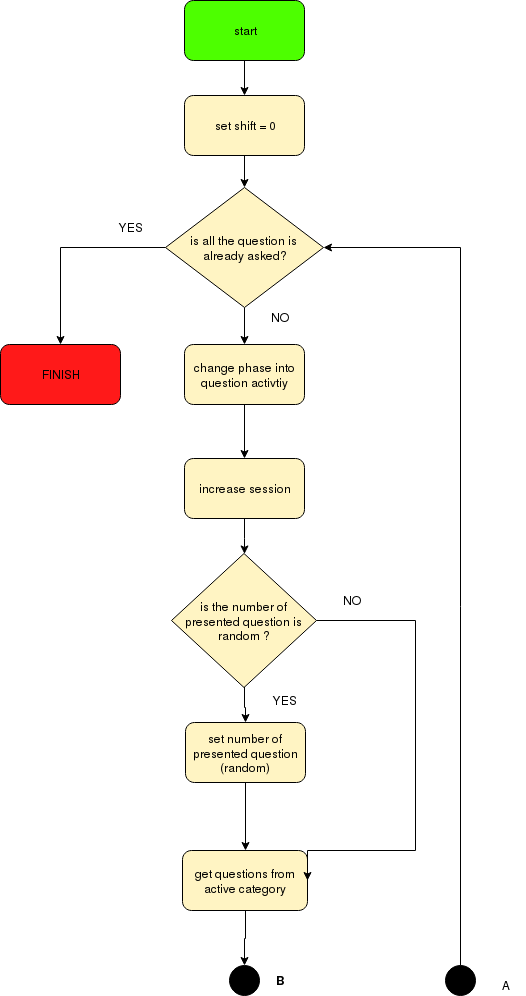 start
set shift = 0
YES
is all the question is
already asked?
NO
FINISH
change phase into
question activtiy
increase session
is the number of
presented question is
random ?
NO
YES
set number of
presented question
(random)
get questions from
active category
B
A